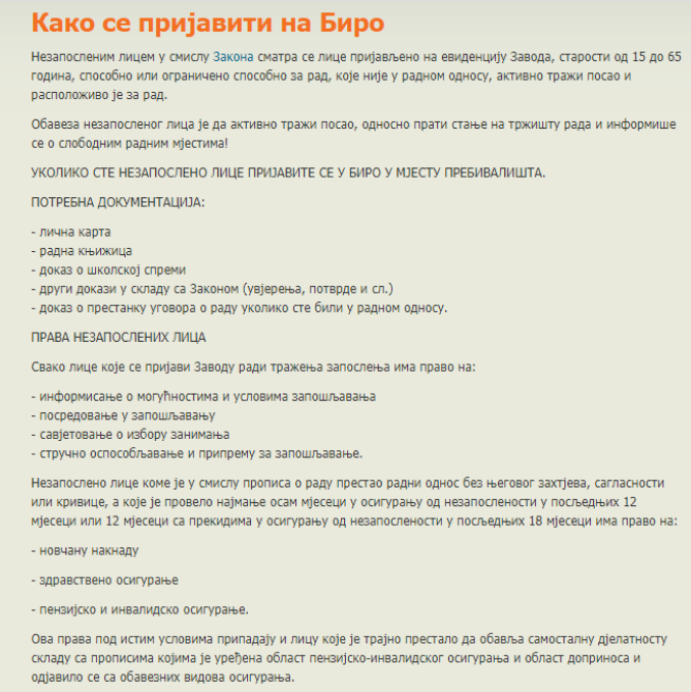 Како се пријавити на Биро
Незапосленим лицем у смислу Закона сматра се лице пријављено на евиденцију Завода, старости од 15 до 65
година, способно или ограничено способно за рад, које није у радном односу, активно тражи посао и
расположиво је за рад.
Обавеза незапосленог лица је да активно тражи посао, односно прати стање на тржишту рада и информише
се о слободним радним мјестима!
УКОЛИКО СТЕ НЕЗАПОСЛЕНО ЛИЦЕ ПРИЈАВИТЕ СЕ У БИРО У МЈЕСТУ ПРЕБИВАЛИШТА.
ПОТРЕБНА ДОКУМЕНТАЦИЈА:
- лична карта
- радна књижица
- доказ о школској спреми
- други докази у складу са Законом (увјерења, потврде и сл.)
- доказ о престанку уговора о раду уколико сте били у радном односу.
ПРАВА НЕЗАПОСЛЕНИХ ЛИЦА
Свако лице које се пријави Заводу ради тражења запослења има право на:
- информисање о могућностима и условима запошљавања
- посредовање у запошљавању
- савјетовање о избору занимања
- стручно оспособљавање и припрему за запошљавање.
Незапослено лице коме је у смислу прописа о раду престао радни однос без његовог захтјева, сагласности
или кривице, а које је провело најмање осам мјесеци у осигурању од незапослености у посљедњих 12
мјесеци или 12 мјесеци са прекидима у осигурању од незапослености у посљедњих 18 мјесеци има право на:
- новчану накнаду
- здравствено осигурање
- пензијско и инвалидско осигурање.
Ова права под истим условима припадају и лицу које је трајно престало да обавља самосталну дјелатносту
складу са прописима којима је уређена област пензијско-инвалидског осигурања и област доприноса и
одјавило се са обавезних видова осигурања.